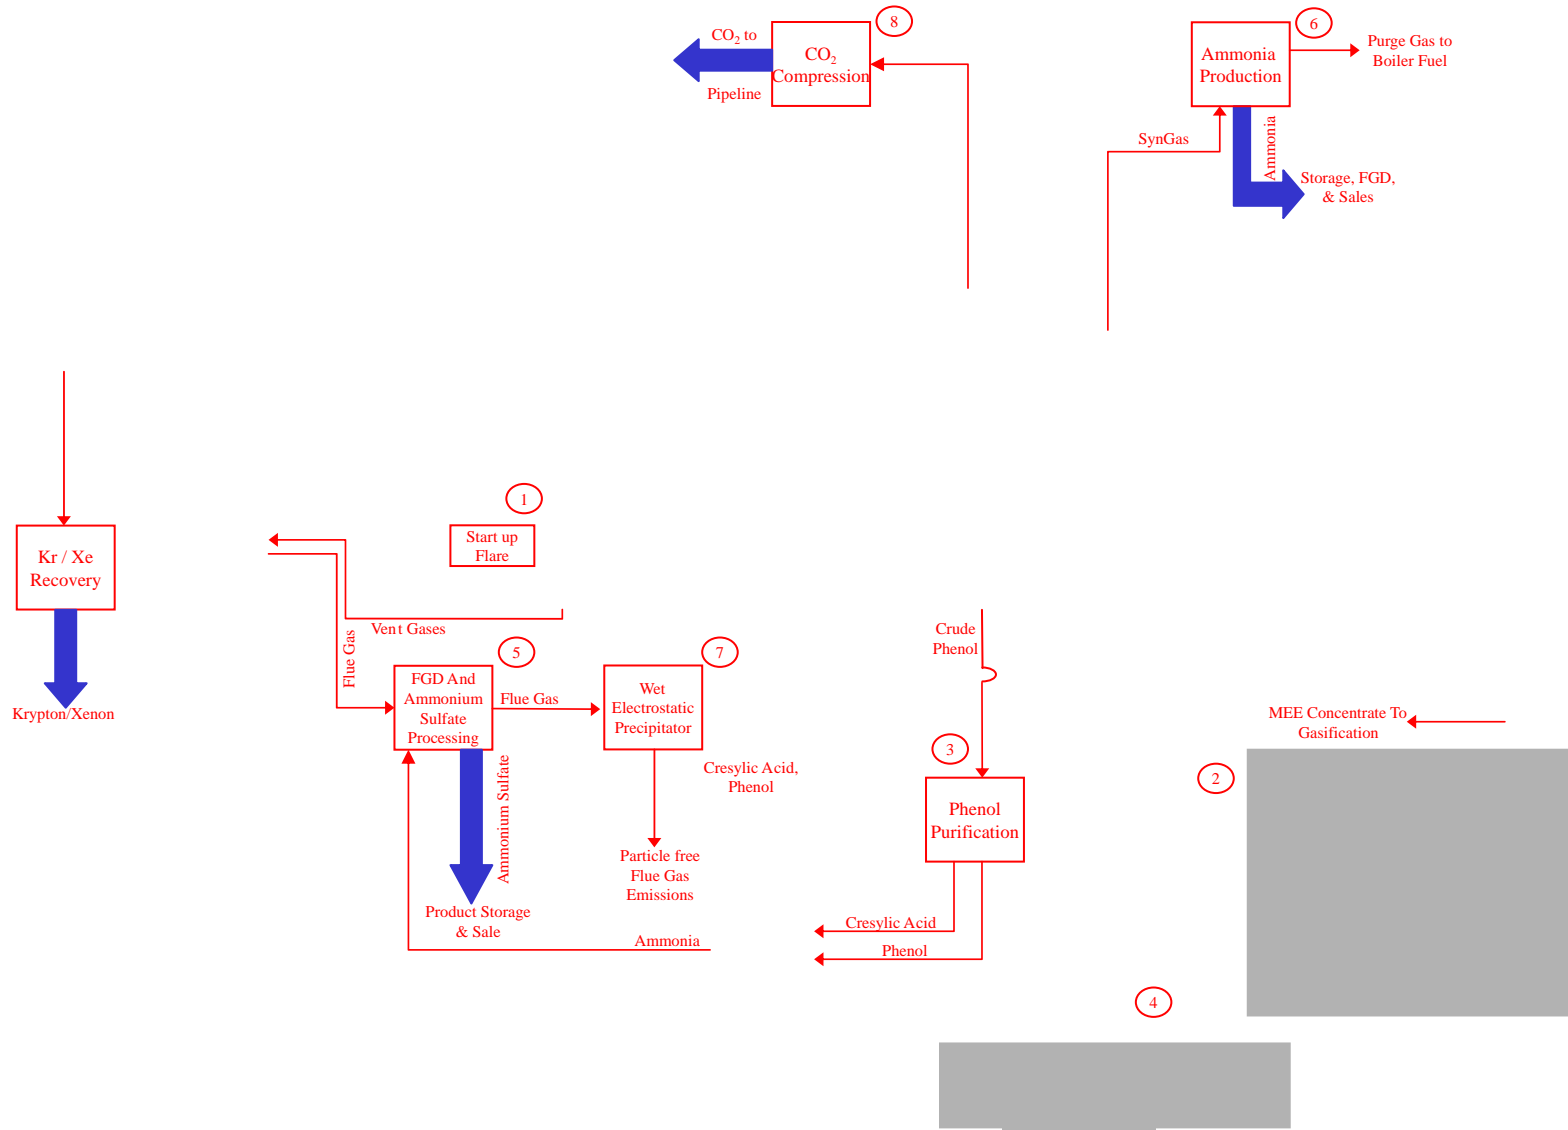 8
CO₂ to
CO₂
Compression
Pipeline
6
Ammonia
Production
Purge Gas to
Boiler Fuel
SynGas
Ammonia
Storage, FGD,
& Sales
1
Start up
Flare
Kr / Xe
Recovery
Krypton/Xenon
Vent Gases
Flue Gas
5
FGD And
Ammonium
Sulfate
Processing
Flue Gas
7
Wet
Electrostatic
Precipitator
Crude
Phenol
MEE Concentrate To
Gasification
3
2
Cresylic Acid,
Phenol
Ammonium Sulfate
Phenol
Purification
Particle free
Flue Gas
Emissions
Product Storage
& Sale
Ammonia
Cresylic Acid
Phenol
4